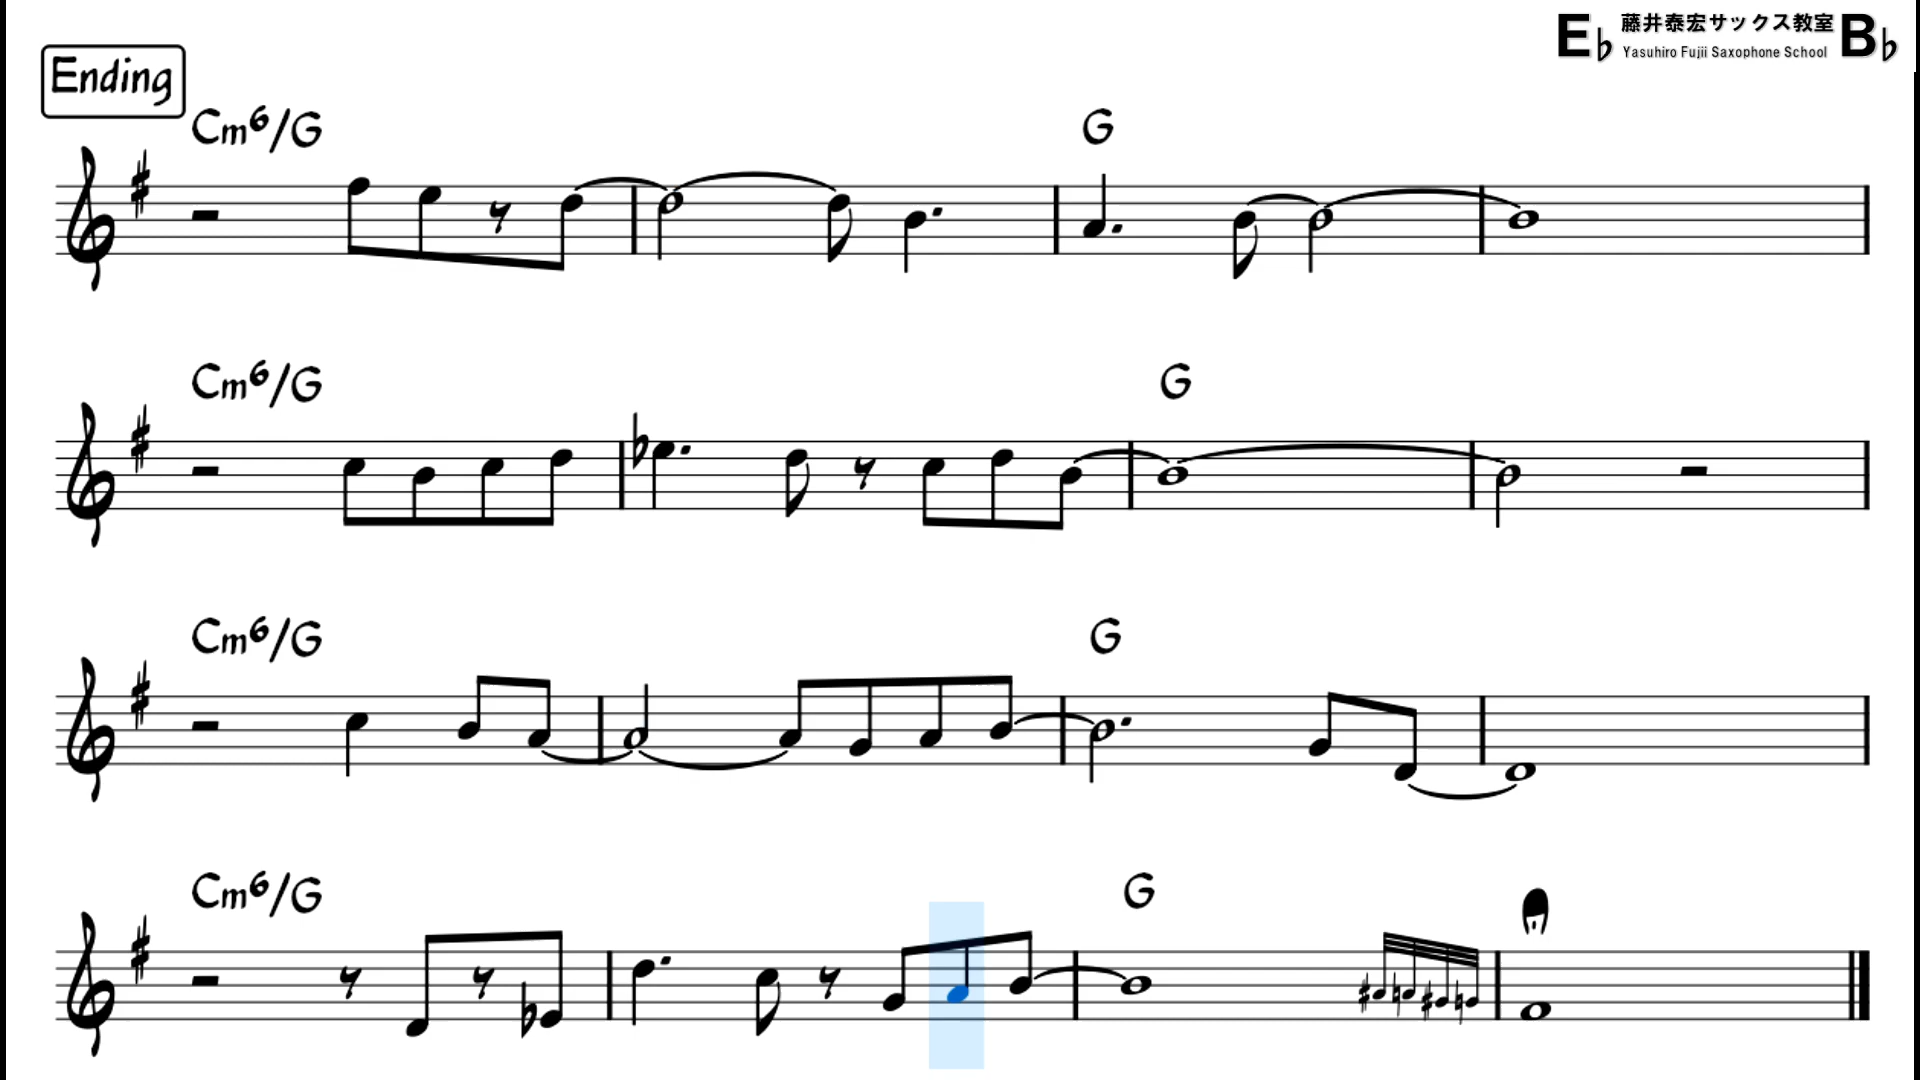 E♭ 藤井泰宏サックス教室 B♭
Yasuhiro Fujii Saxophone School
Ending
Cm6/G G
Cm6/G G
Cm6/G G
Cm6/G G